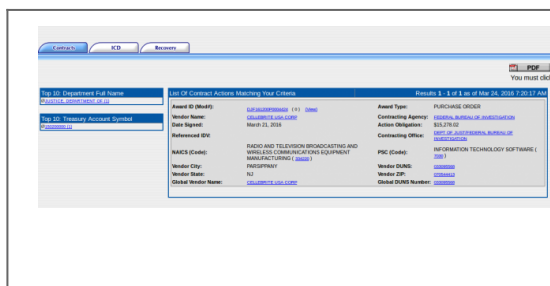 Contracts ICD Recovery
PDF
You must clic
Top 10: Department Full Name
JUSTICE, DEPARTMENT OF (1)
Top 10: Treasury Account Symbol
List Of Contract Actions Matching Your Criteria Results 1 - 1 of 1 as of Mar 24, 2016 7:20:17 AM
Award ID (Mod#): (0) (View) Award Type: PURCHASE ORDER
Vendor Name: CELLEBRITE USA CORP Contracting Agency: FEDERAL BUREAU OF INVESTIGATION
Date Signed: March 21, 2016 Action Obligation: $15,278.02
Referenced IDV: Contracting Office: DEPT OF JUSTICE/FEDERAL BUREAU OF
INVESTIGATION
NAICS (Code): RADIO AND TELEVISION BROADCASTING AND
WIRELESS COMMUNICATIONS EQUIPMENT
MANUFACTURING ( 334220 ) PSC (Code): INFORMATION TECHNOLOGY SOFTWARE (
7030 )
Vendor City: PARSIPPANY Vendor DUNS:
Vendor State: NJ Vendor ZIP:
Global Vendor Name: CELLEBRITE USA CORP Global DUNS Number: